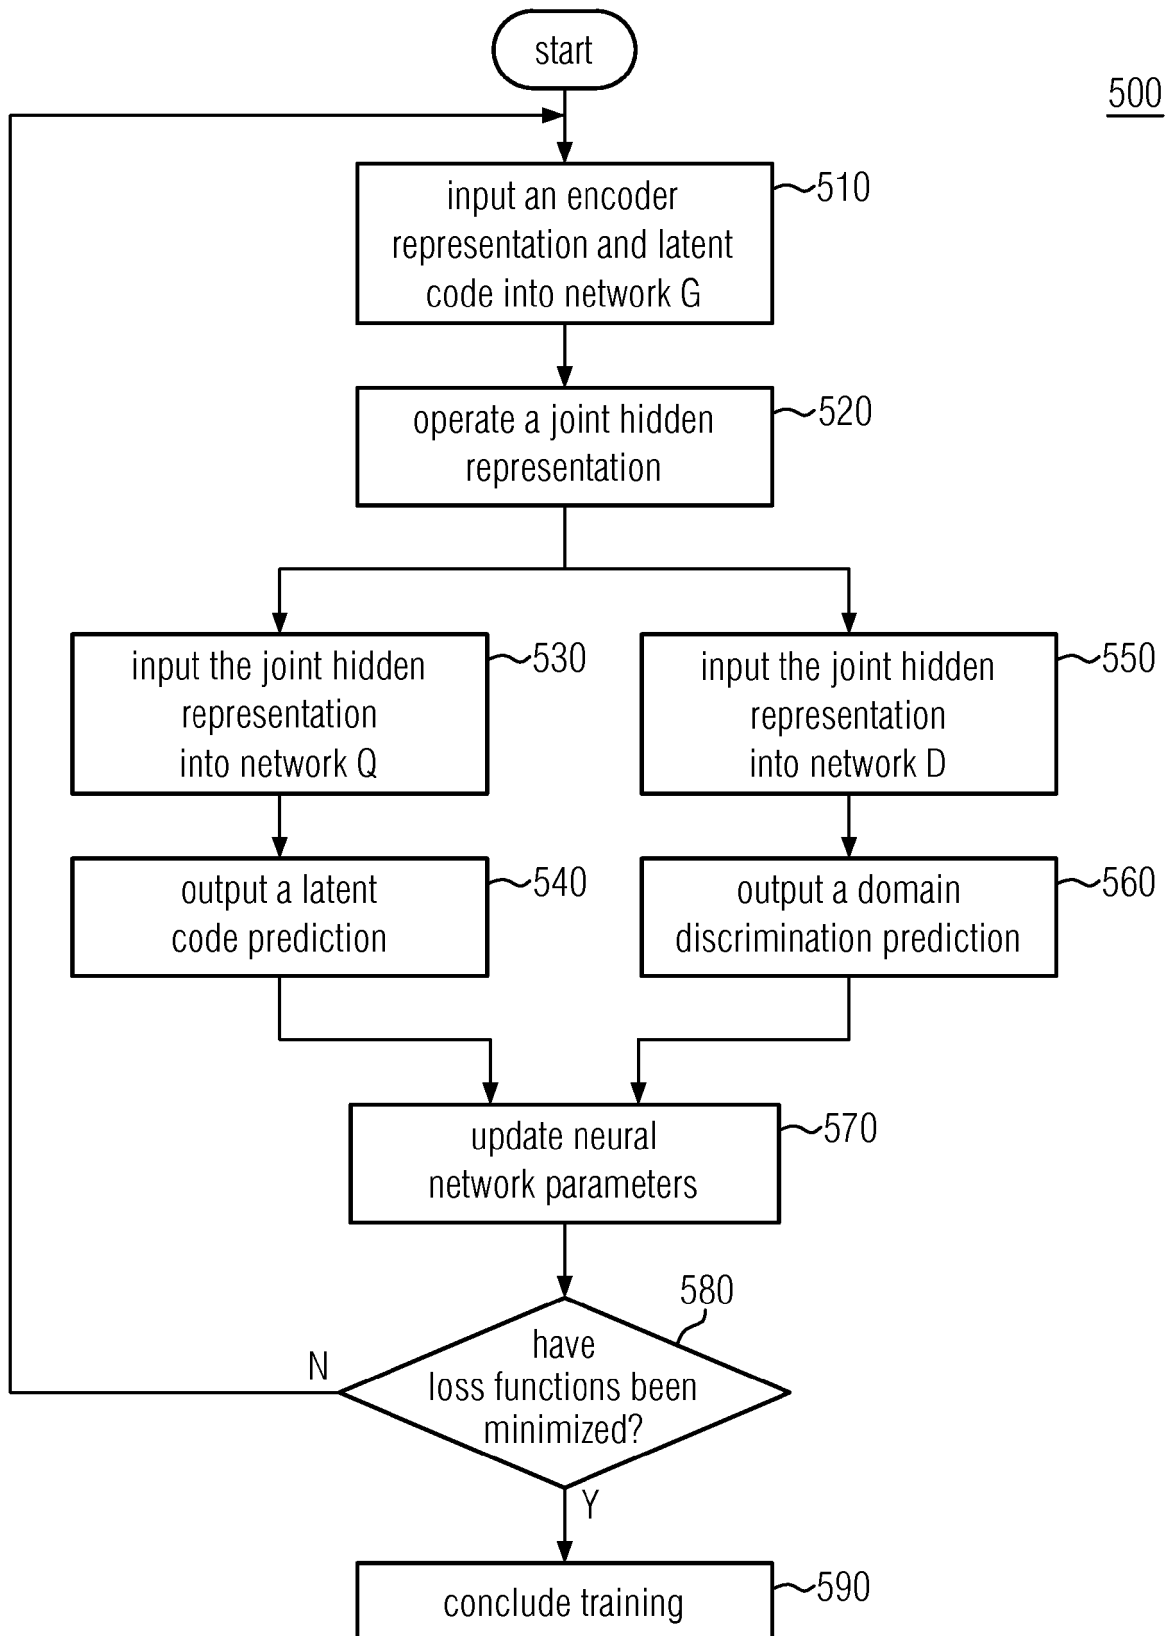 start
500
input an encoder
representation and latent
code into network G
510
operate a joint hidden
representation
520
input the joint hidden
representation
into network Q
530
input the joint hidden
representation
into network D
550
output a latent
code prediction
540
output a domain
discrimination prediction
560
update neural
network parameters
570
580
have
loss functions been
minimized?
N
Y
conclude training
590